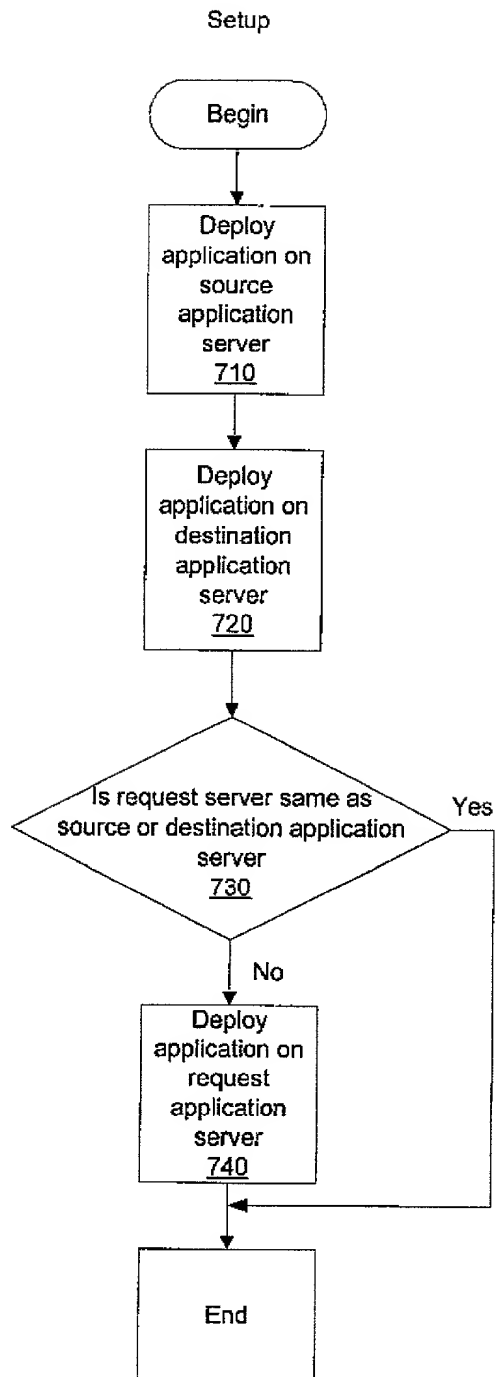 Setup
Begin
Deploy
application on
source
application
server
710
Deploy
application on
destination
application
server
720
Is request server same as
source or destination application
server
730
Yes
No
Deploy
application on
request
application
server
740
End